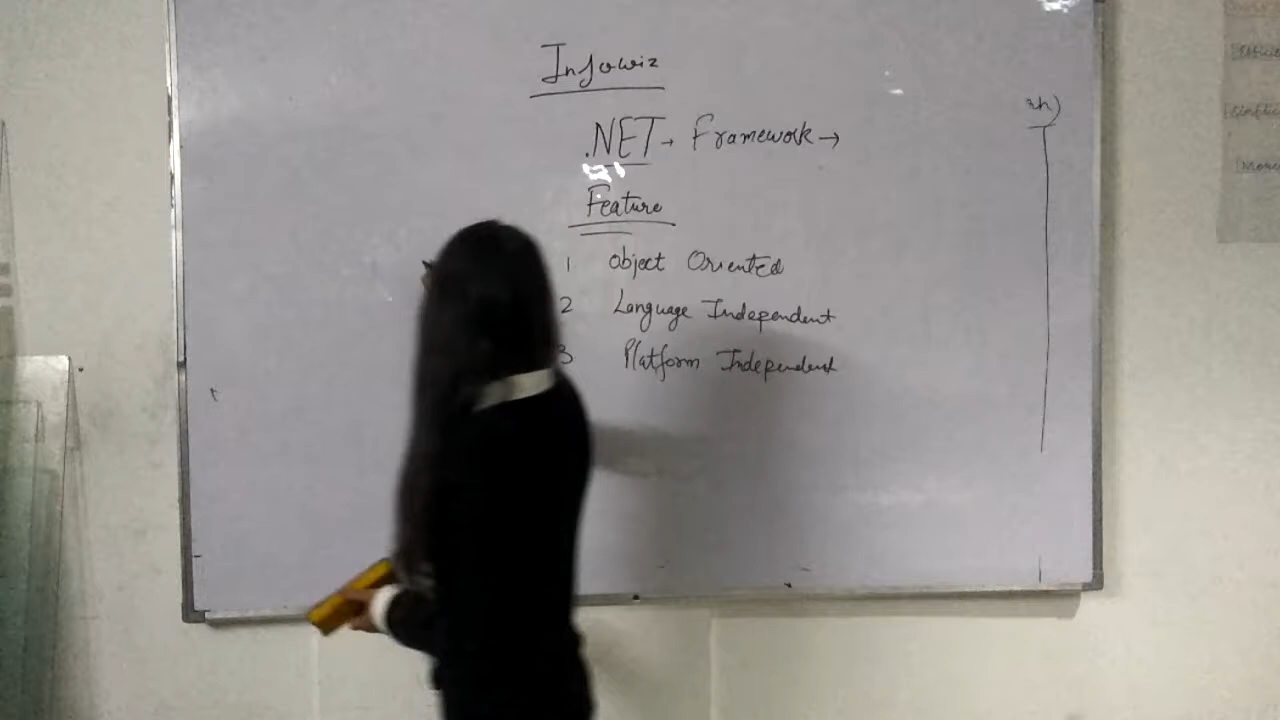 Infowiz
.NET → Framework →
Feature
1 Object Oriented
2 Language Independent
3 Platform Independent